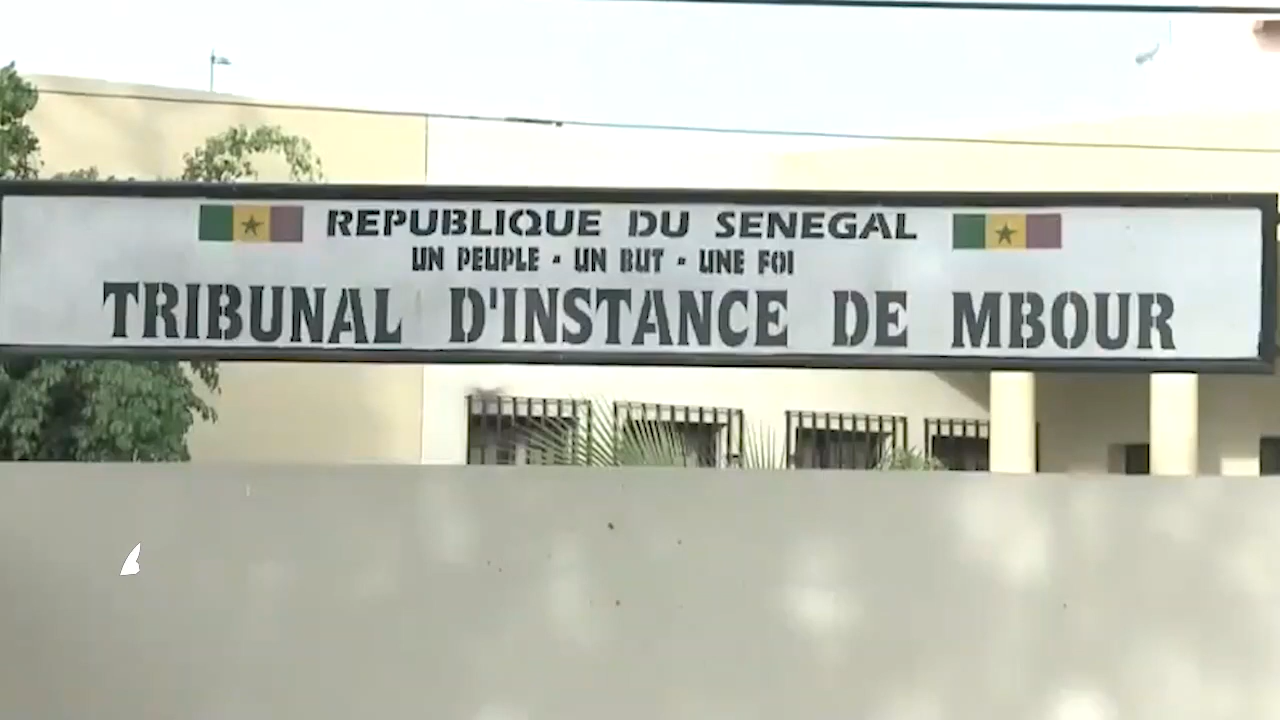 REPUBLIQUE DU SENEGAL
UN PEUPLE - UN BUT - UNE FOI
TRIBUNAL D'INSTANCE DE MBOUR